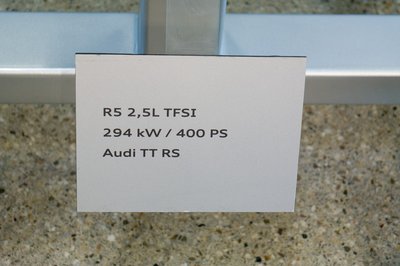 R5 2,5L TFSI
294 kW / 400 PS
Audi TT RS